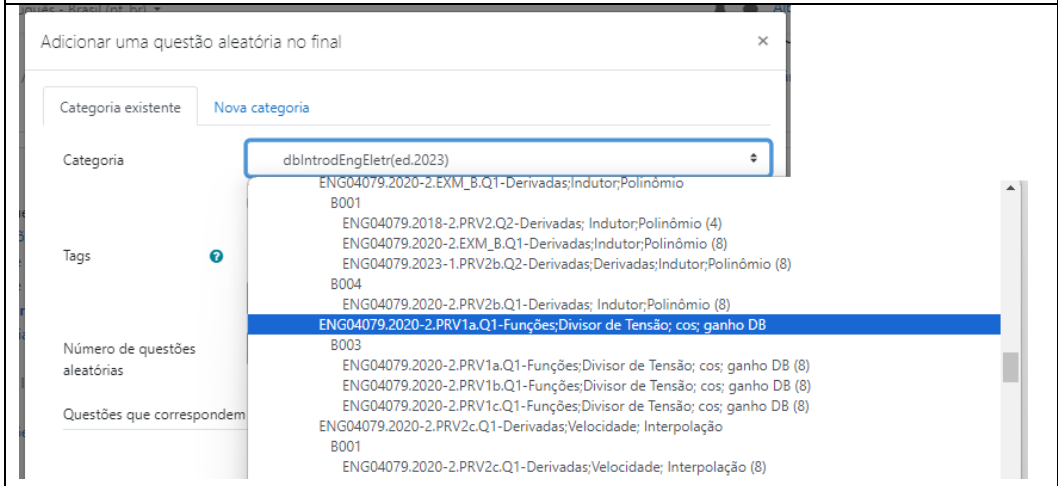 Português - Brasil (pt_br)
Adicionar uma questão aleatória no final ×
Categoria existente Nova categoria
Categoria dbIntrodEngEletr(ed.2023)
ENG04079.2020-2.EXM_B.Q1-Derivadas;Indutor;Polinômio
B001
ENG04079.2018-2.PRV2.Q2-Derivadas; Indutor;Polinômio (4)
ENG04079.2020-2.EXM_B.Q1-Derivadas;Indutor;Polinômio (8)
Tags ?
ENG04079.2023-1.PRV2b.Q2-Derivadas;Derivadas;Indutor;Polinômio (8)
B004
ENG04079.2020-2.PRV2b.Q1-Derivadas; Indutor;Polinômio (8)
ENG04079.2020-2.PRV1a.Q1-Funções;Divisor de Tensão; cos; ganho DB
Número de questões
aleatórias
B003
ENG04079.2020-2.PRV1a.Q1-Funções;Divisor de Tensão; cos; ganho DB (8)
ENG04079.2020-2.PRV1b.Q1-Funções;Divisor de Tensão; cos; ganho DB (8)
ENG04079.2020-2.PRV1c.Q1-Funções;Divisor de Tensão; cos; ganho DB (8)
Questões que correspondem
ENG04079.2020-2.PRV2c.Q1-Derivadas;Velocidade; Interpolação
B001
ENG04079.2020-2.PRV2c.Q1-Derivadas;Velocidade; Interpolação (8)